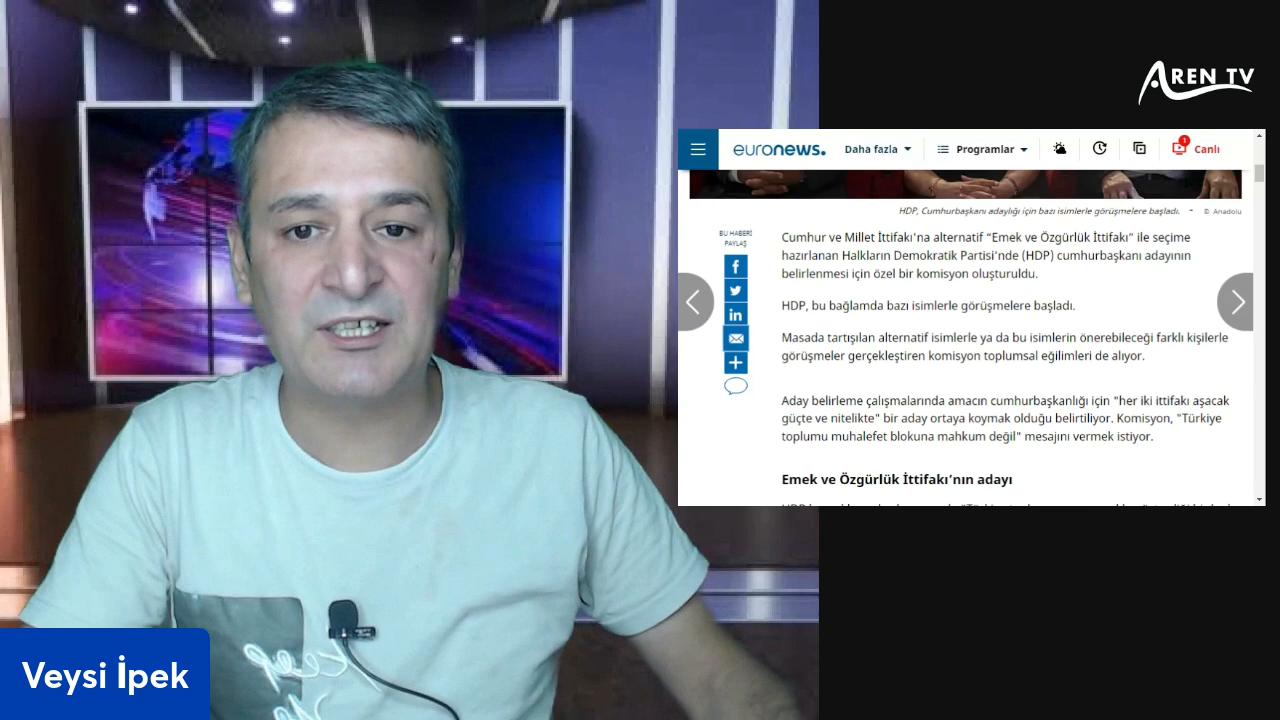 AREN TV
euronews.
Daha fazla
Programlar
1
Canlı
HDP, Cumhurbaşkanı adaylığı için bazı isimlerle görüşmelere başladı. - © Anadolu
BU HABERİ
PAYLAŞ
Cumhur ve Millet İttifakı'na alternatif “Emek ve Özgürlük İttifakı” ile seçime
hazırlanan Halkların Demokratik Partisi'nde (HDP) cumhurbaşkanı adayının
belirlenmesi için özel bir komisyon oluşturuldu.
HDP, bu bağlamda bazı isimlerle görüşmelere başladı.
Masada tartışılan alternatif isimlerle ya da bu isimlerin önerebileceği farklı kişilerle
görüşmeler gerçekleştiren komisyon toplumsal eğilimleri de alıyor.
Aday belirleme çalışmalarında amacın cumhurbaşkanlığı için "her iki ittifakı aşacak
güçte ve nitelikte" bir aday ortaya koymak olduğu belirtiliyor. Komisyon, "Türkiye
toplumu muhalefet blokuna mahkum değil" mesajını vermek istiyor.
Emek ve Özgürlük İttifakı’nın adayı
Veysi İpek